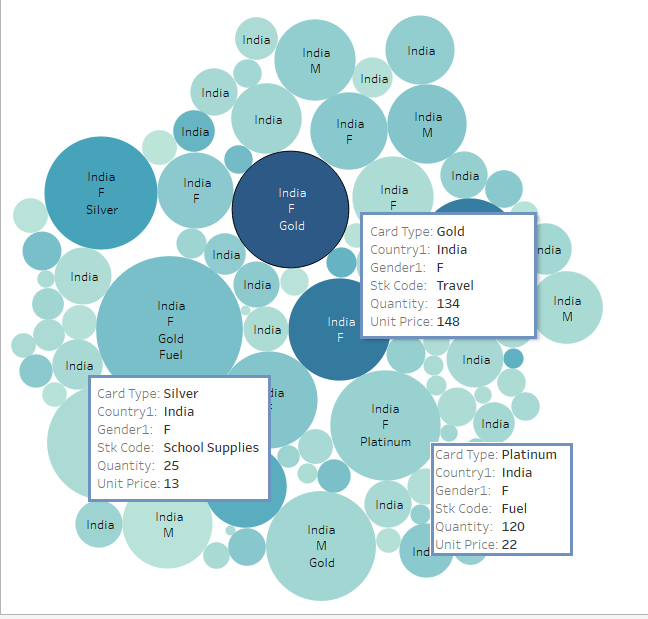 India
India
M
India
India
India
India
India
India
F
India
M
India
F
Silver
India
F
India
F
Gold
India
F
India
India
ndia
India
India
India
M
India
F
Gold
Fuel
India
India
F
Card Type: Gold
Country1: India
Gender1: F
Stk Code: Travel
Quantity: 134
Unit Price: 148
India
India
dia
F
India
F
Platinum
India
Card Type: Silver
Country1: India
Gender1: F
Stk Code: School Supplies
Quantity: 25
Unit Price: 13
Card Type: Platinum
Country1: India
Gender1: F
Stk Code: Fuel
Quantity: 120
Unit Price: 22
India
India
India
M
India
M
Gold
Ind